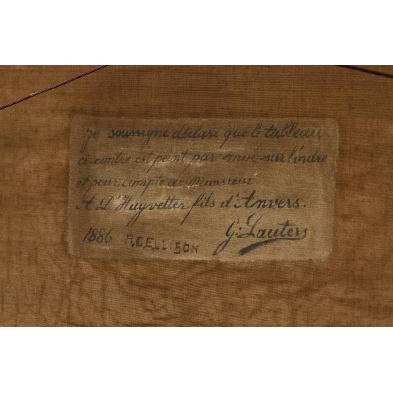 je soussigné déclare que le tableau
ci-contre est peint par moi-sur l'ordre
et pour compte de Monsieur
A. D'Huyvetter fils d'Anvers.
1886 R.C.ELLISON G. Lauters